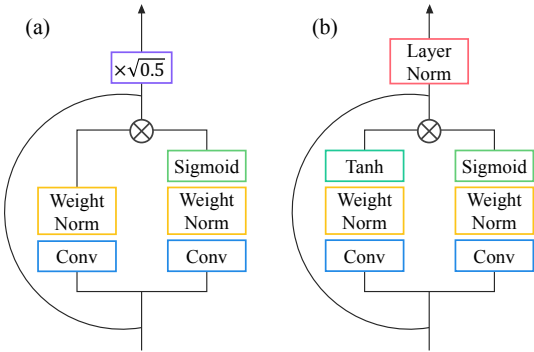 (a)
×√0.5
Sigmoid
Weight
Norm
Weight
Norm
Conv
Conv
(b)
Layer
Norm
Tanh
Sigmoid
Weight
Norm
Weight
Norm
Conv
Conv